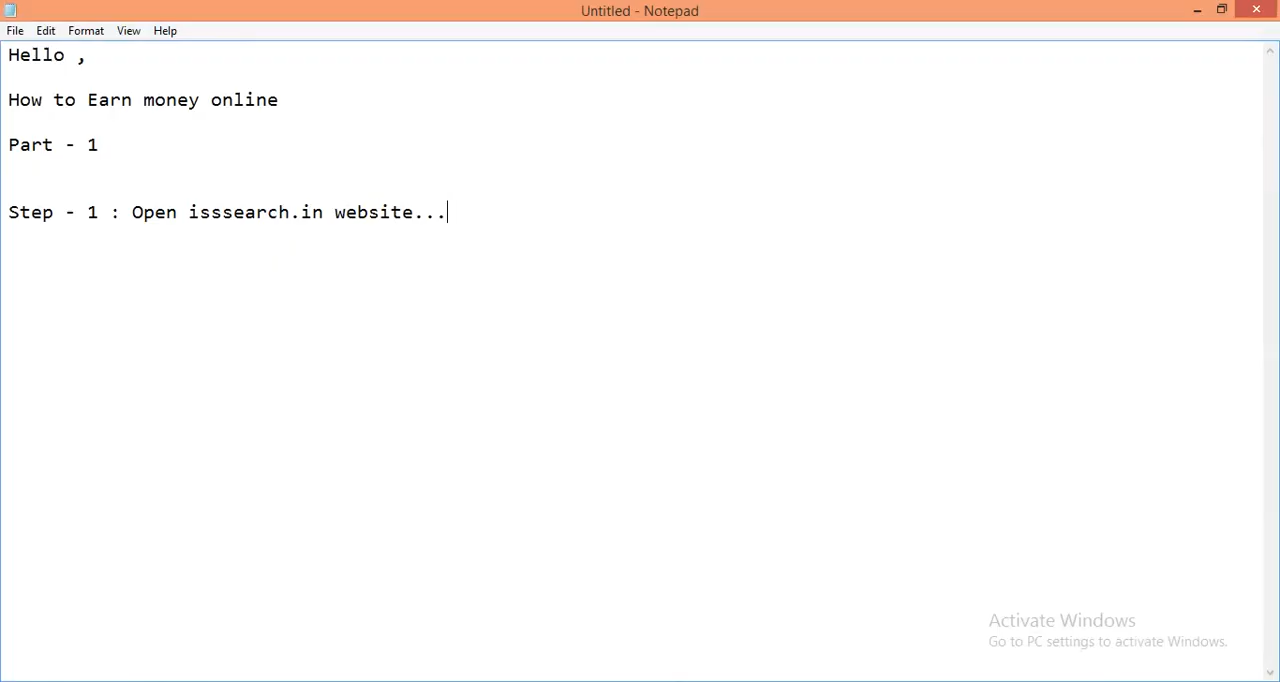 Untitled - Notepad
File Edit Format View Help
Hello ,
How to Earn money online
Part - 1
Step - 1 : Open isssearch.in website...
Activate Windows
Go to PC settings to activate Windows.